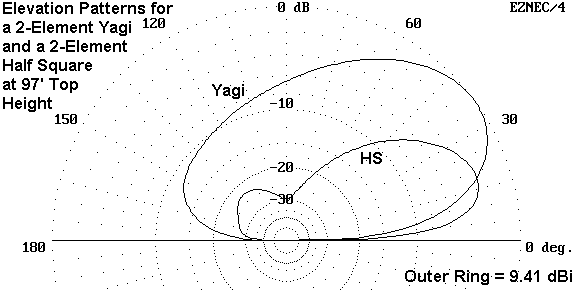 Elevation Patterns for
a 2-Element Yagi
and a 2-Element
Half Square
at 97' Top
Height
120
0 dB
60
EZNEC/4
Yagi
-10
150
30
HS
-20
-30
180
0 deg.
Outer Ring = 9.41 dBi